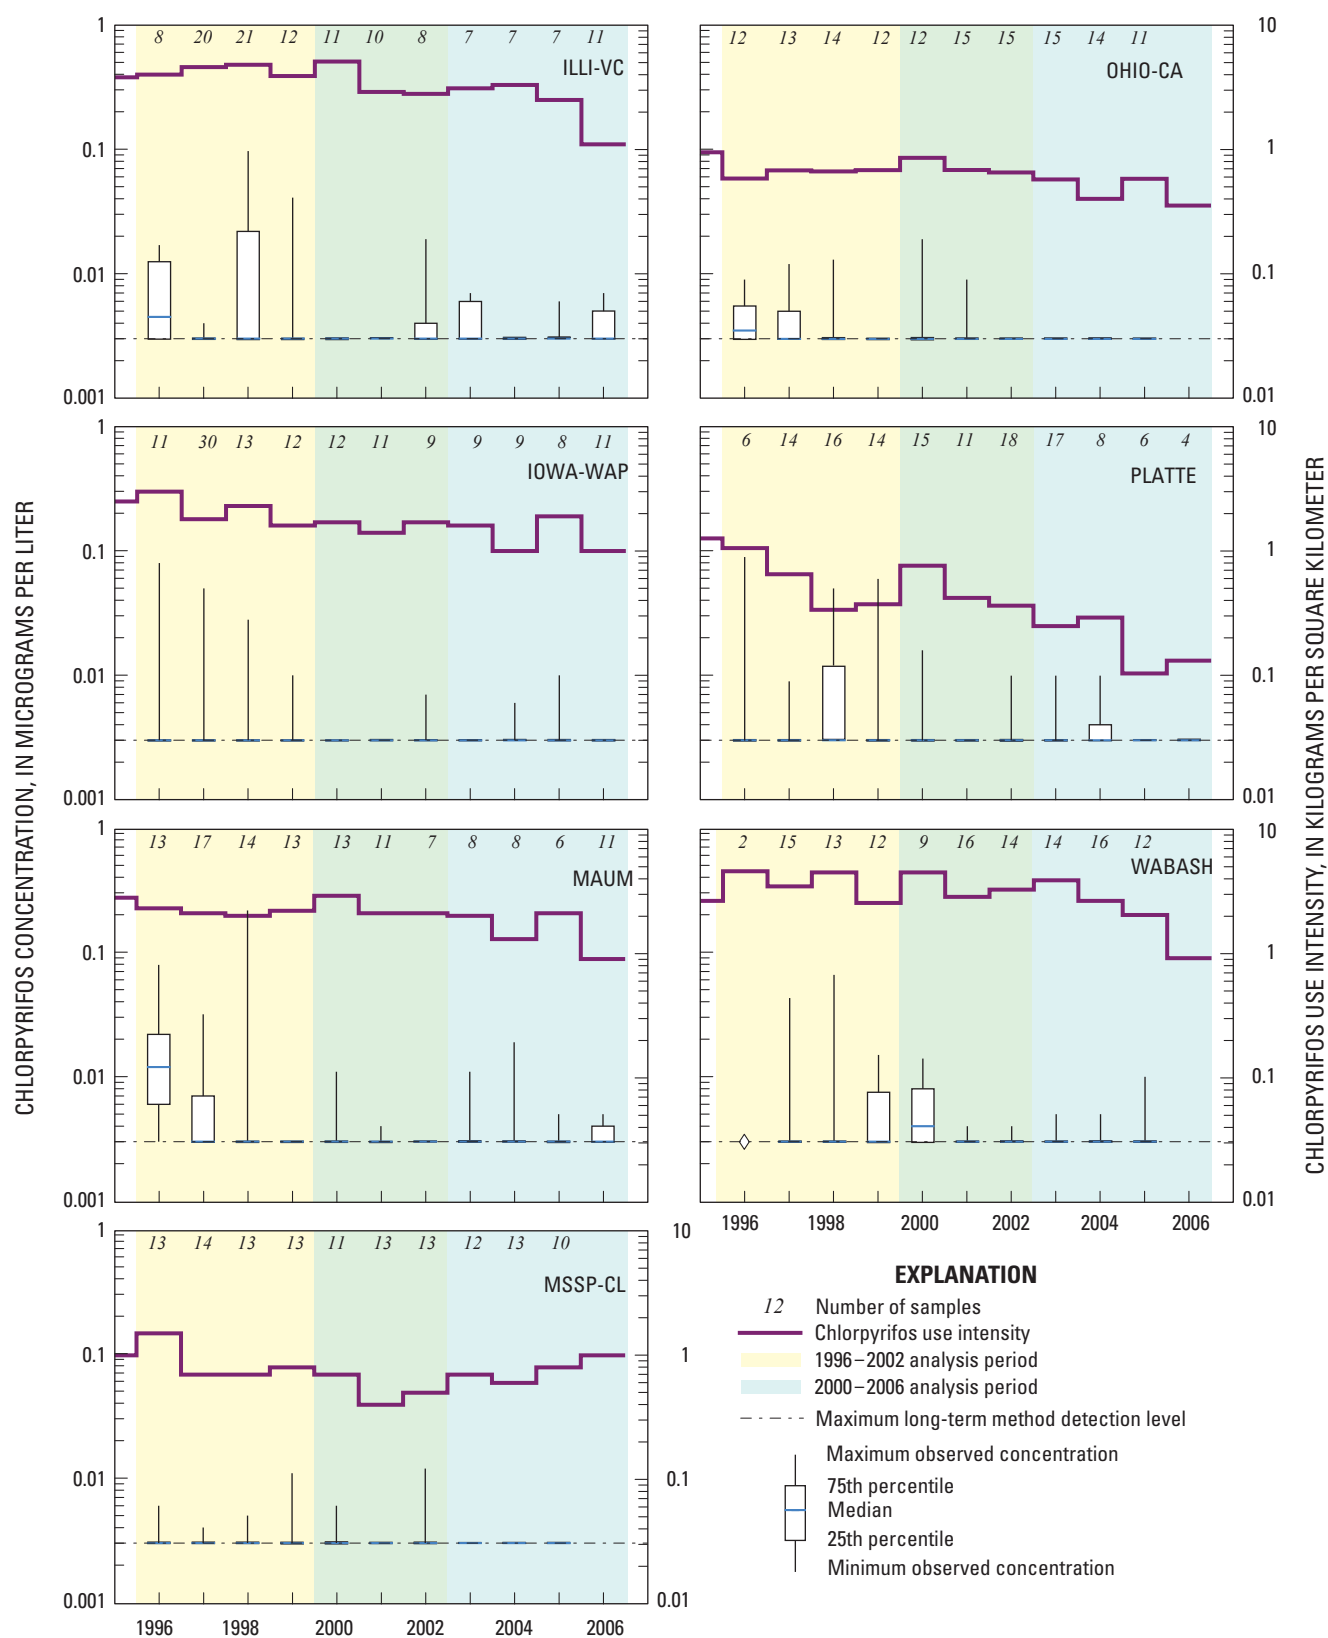 CHLORPYRIFOS CONCENTRATION, IN MICROGRAMS PER LITER
CHLORPYRIFOS USE INTENSITY, IN KILOGRAMS PER SQUARE KILOMETER
1
0.1
0.01
0.001
8 20 21 12 11 10 8 7 7 7 11
ILLI-VC
12 13 14 12 12 15 15 15 14 11
OHIO-CA
10
1
0.1
0.01
1
0.1
0.01
0.001
11 30 13 12 12 11 9 9 9 8 11
IOWA-WAP
6 14 16 14 15 11 18 17 8 6 4
PLATTE
10
1
0.1
0.01
1
0.1
0.01
0.001
13 17 14 13 13 11 7 8 8 6 11
MAUM
2 15 13 12 9 16 14 14 16 12
WABASH
10
1
0.1
0.01
1996 1998 2000 2002 2004 2006
1
0.1
0.01
0.001
13 14 13 13 11 13 13 12 13 10
MSSP-CL
10
1
0.1
0.01
1996 1998 2000 2002 2004 2006
EXPLANATION
12 Number of samples
Chlorpyrifos use intensity
1996–2002 analysis period
2000–2006 analysis period
Maximum long-term method detection level
Maximum observed concentration
75th percentile
Median
25th percentile
Minimum observed concentration